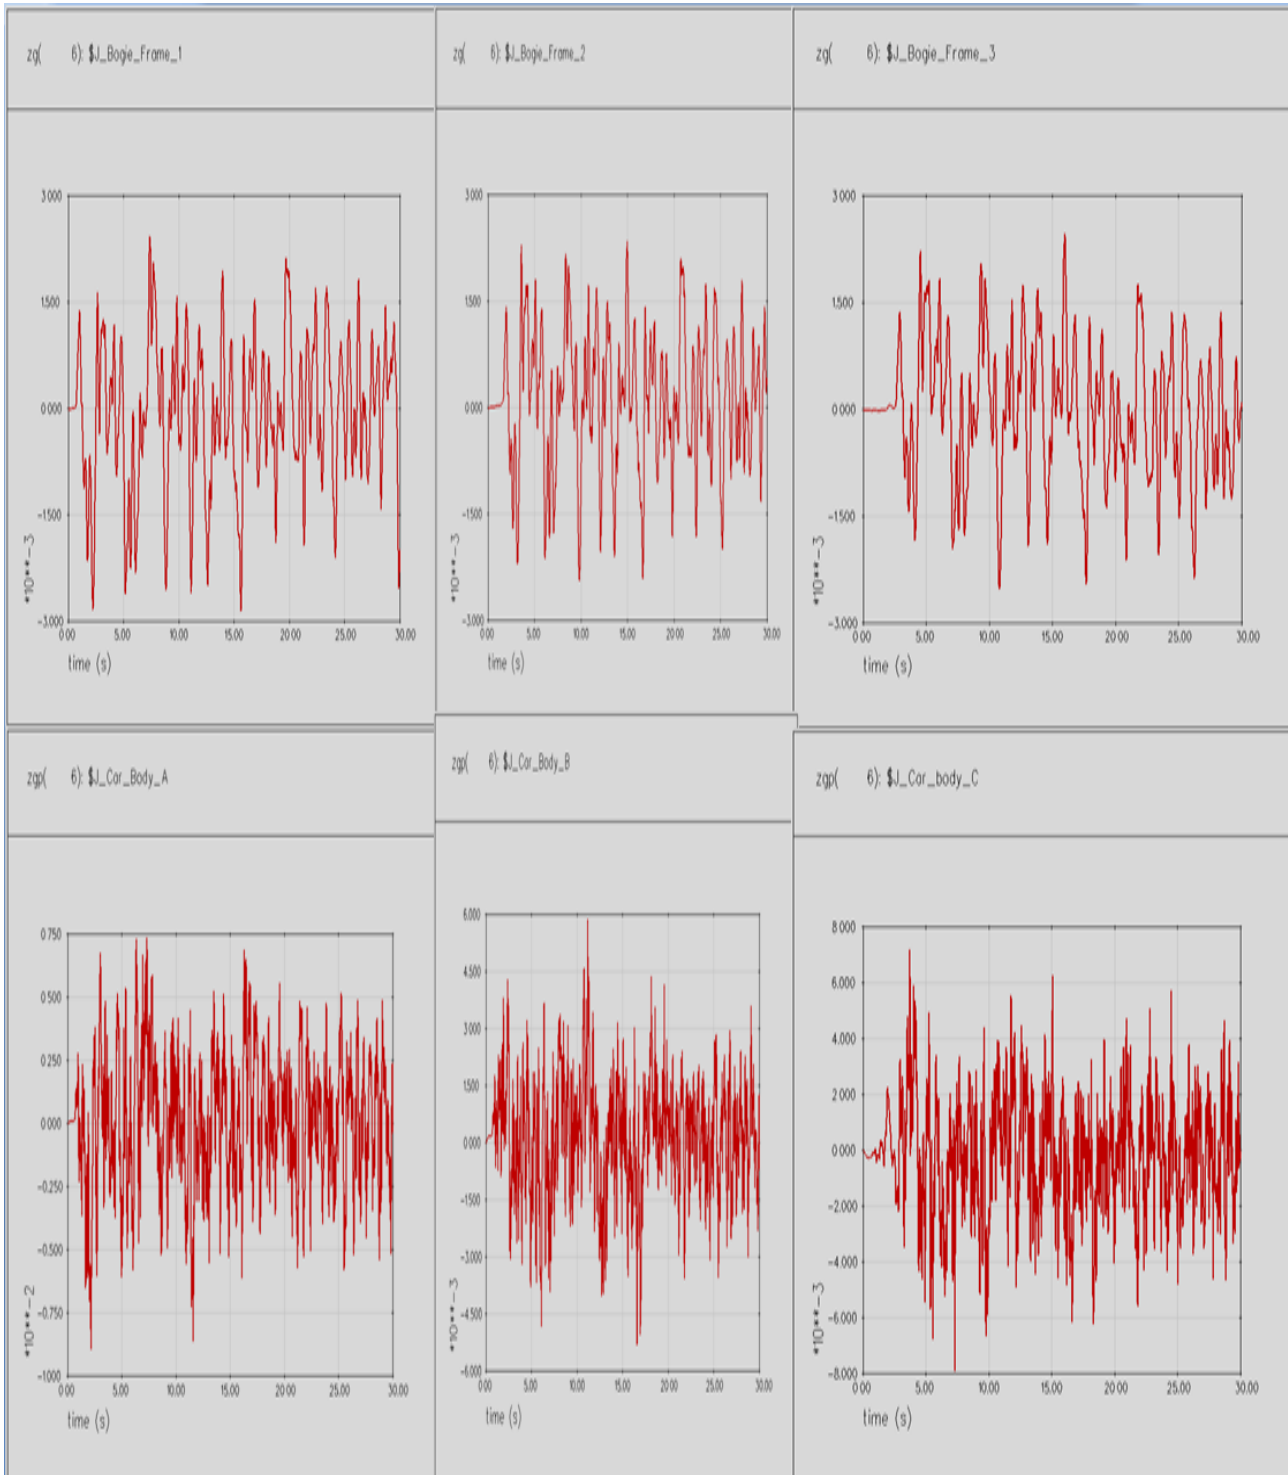 zg( 6): $J_Bogie_Frame_1
3.000
1.500
0.000
-1.500
-3.000
*10**-3
0.00 5.00 10.00 15.00 20.00 25.00 30.00
time (s)
zg( 6): $J_Bogie_Frame_2
3.000
1.500
0.000
-1.500
-3.000
*10**-3
0.00 5.00 10.00 15.00 20.00 25.00 30.00
time (s)
zg( 6): $J_Bogie_Frame_3
3.000
1.500
0.000
-1.500
-3.000
*10**-3
0.00 5.00 10.00 15.00 20.00 25.00 30.00
time (s)
zgp( 6): $J_Car_Body_A
0.750
0.500
0.250
0.000
-0.250
-0.500
-0.750
-1.000
*10**-2
0.00 5.00 10.00 15.00 20.00 25.00 30.00
time (s)
zgp( 6): $J_Car_Body_B
6.000
4.500
3.000
1.500
0.000
-1.500
-3.000
-4.500
-6.000
*10**-3
0.00 5.00 10.00 15.00 20.00 25.00 30.00
time (s)
zgp( 6): $J_Car_body_C
8.000
6.000
4.000
2.000
0.000
-2.000
-4.000
-6.000
-8.000
*10**-3
0.00 5.00 10.00 15.00 20.00 25.00 30.00
time (s)